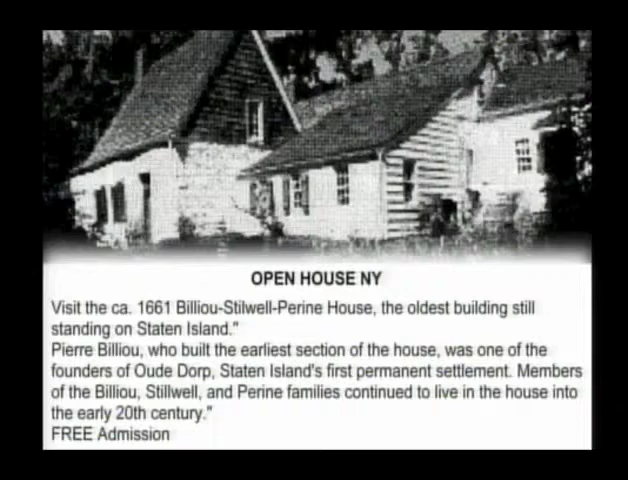 OPEN HOUSE NY
Visit the ca. 1661 Billiou-Stilwell-Perine House, the oldest building still
standing on Staten Island."
Pierre Billiou, who built the earliest section of the house, was one of the
founders of Oude Dorp, Staten Island's first permanent settlement. Members
of the Billiou, Stillwell, and Perine families continued to live in the house into
the early 20th century."
FREE Admission